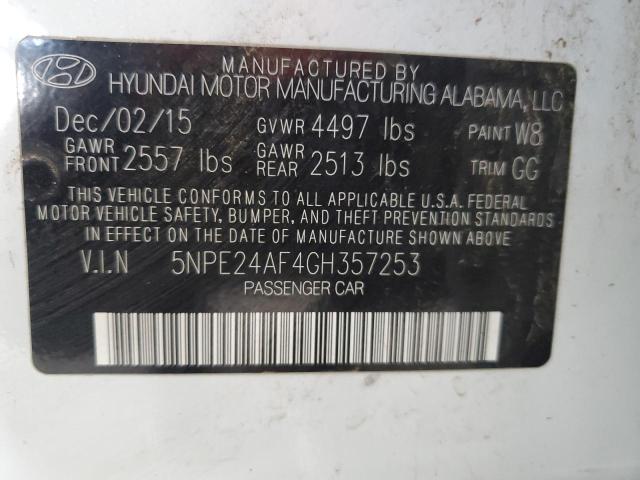 MANUFACTURED BY
HYUNDAI MOTOR MANUFACTURING ALABAMA, LLC
Dec/02/15 GVWR 4497 lbs PAINT W8
GAWR FRONT 2557 lbs GAWR REAR 2513 lbs TRIM GG
THIS VEHICLE CONFORMS TO ALL APPLICABLE U.S.A. FEDERAL
MOTOR VEHICLE SAFETY, BUMPER, AND THEFT PREVENTION STANDARDS
IN EFFECT ON THE DATE OF MANUFACTURE SHOWN ABOVE
V.I.N 5NPE24AF4GH357253
PASSENGER CAR